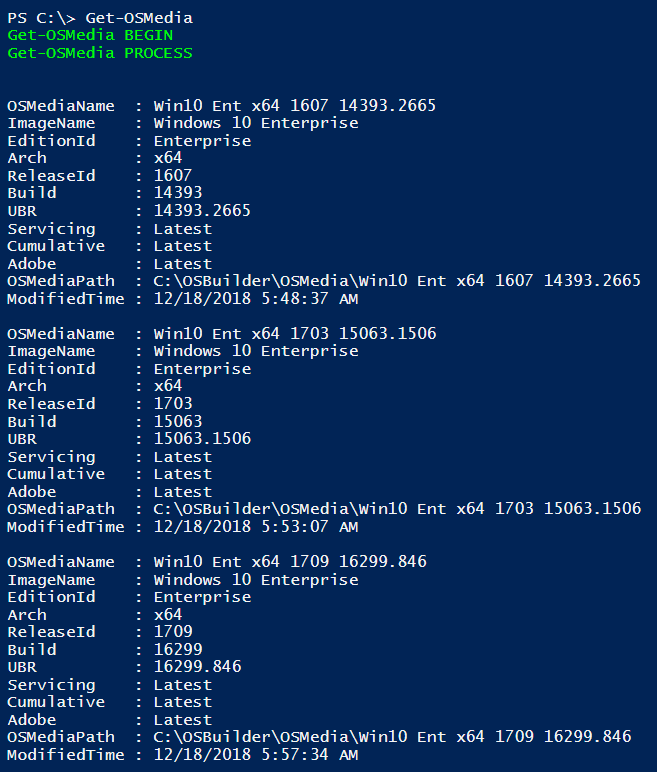 PS C:\> Get-OSMedia
Get-OSMedia BEGIN
Get-OSMedia PROCESS
OSMediaName  : Win10 Ent x64 1607 14393.2665
ImageName    : Windows 10 Enterprise
EditionId    : Enterprise
Arch         : x64
ReleaseId    : 1607
Build        : 14393
UBR          : 14393.2665
Servicing    : Latest
Cumulative   : Latest
Adobe        : Latest
OSMediaPath  : C:\OSBuilder\OSMedia\Win10 Ent x64 1607 14393.2665
ModifiedTime : 12/18/2018 5:48:37 AM
OSMediaName  : Win10 Ent x64 1703 15063.1506
ImageName    : Windows 10 Enterprise
EditionId    : Enterprise
Arch         : x64
ReleaseId    : 1703
Build        : 15063
UBR          : 15063.1506
Servicing    : Latest
Cumulative   : Latest
Adobe        : Latest
OSMediaPath  : C:\OSBuilder\OSMedia\Win10 Ent x64 1703 15063.1506
ModifiedTime : 12/18/2018 5:53:07 AM
OSMediaName  : Win10 Ent x64 1709 16299.846
ImageName    : Windows 10 Enterprise
EditionId    : Enterprise
Arch         : x64
ReleaseId    : 1709
Build        : 16299
UBR          : 16299.846
Servicing    : Latest
Cumulative   : Latest
Adobe        : Latest
OSMediaPath  : C:\OSBuilder\OSMedia\Win10 Ent x64 1709 16299.846
ModifiedTime : 12/18/2018 5:57:34 AM